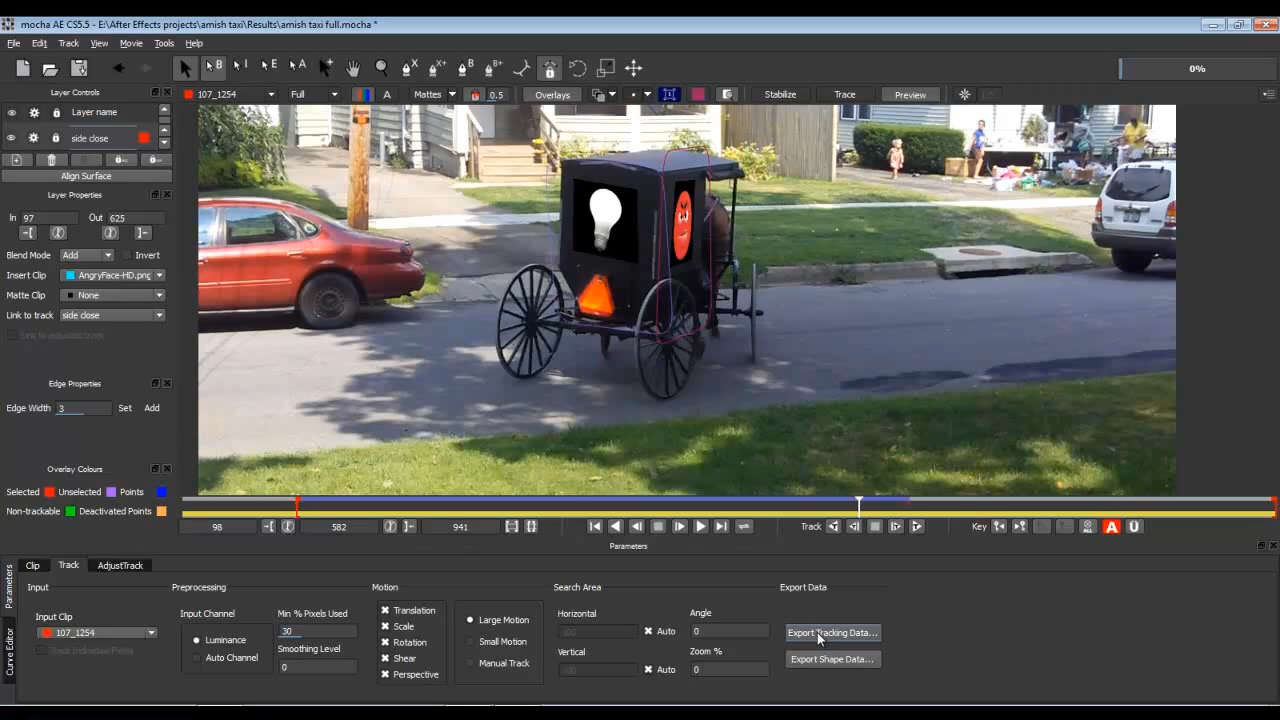 mocha AE CS5.5 - E:\After Effects projects\amish taxi\Results\amish taxi full.mocha *
File Edit Track View Movie Tools Help
0%
Layer Controls
107_1254 Full A Mattes 0.5 Overlays Stabilize Trace Preview
Layer name
side close
Align Surface
Layer Properties
In 97 Out 625
Blend Mode Add Invert
Insert Clip AngryFace-HD.png
Matte Clip None
Link to track side close
Edge Properties
Edge Width 3 Set Add
Overlay Colours
Selected Unselected Points
Non-trackable Deactivated Points
98 582 941 Track Key ALL A Ü
Parameters
Clip Track AdjustTrack
Parameters
Curve Editor
Input Preprocessing Motion Search Area Export Data
Input Clip
107_1254
Input Channel
Luminance
Auto Channel
Min % Pixels Used
30
Smoothing Level
0
Translation
Scale
Rotation
Shear
Perspective
Large Motion
Small Motion
Manual Track
Horizontal
Auto
Vertical
Auto
Angle
0
Zoom %
0
Export Tracking Data...
Export Shape Data...